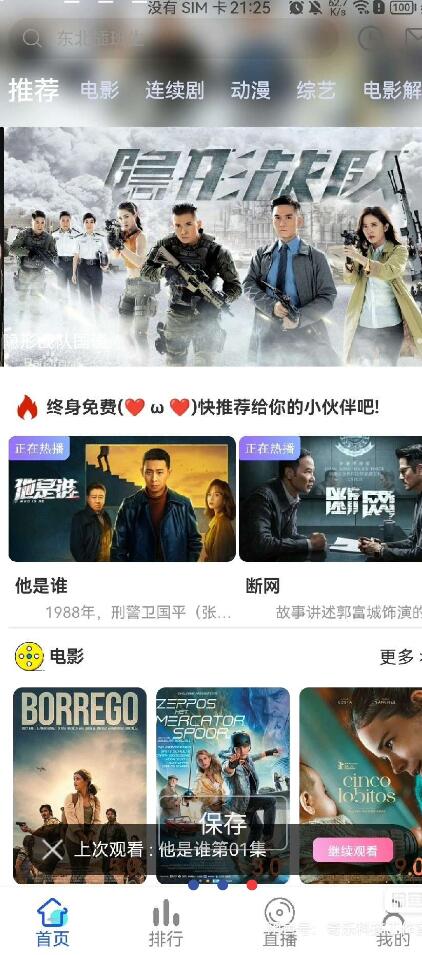 没有 SIM 卡 21:25
62.7 K/s
100
推荐 电影 连续剧 动漫 综艺 电影解
隐形战队
隐形战队国语
终身免费(❤ ω ❤)快推荐给你的小伙伴吧!
正在热播 正在热播
他是谁 断网
他是谁 断网
1988年，刑警卫国平（张... 故事讲述郭富城饰演的
电影 更多
BORREGO
ZEPPOS
HET
MERCATOR
SPOOR
cinco
lobitos
保存
上次观看：他是谁第01集 继续观看
9.0
首页 排行 直播 我的